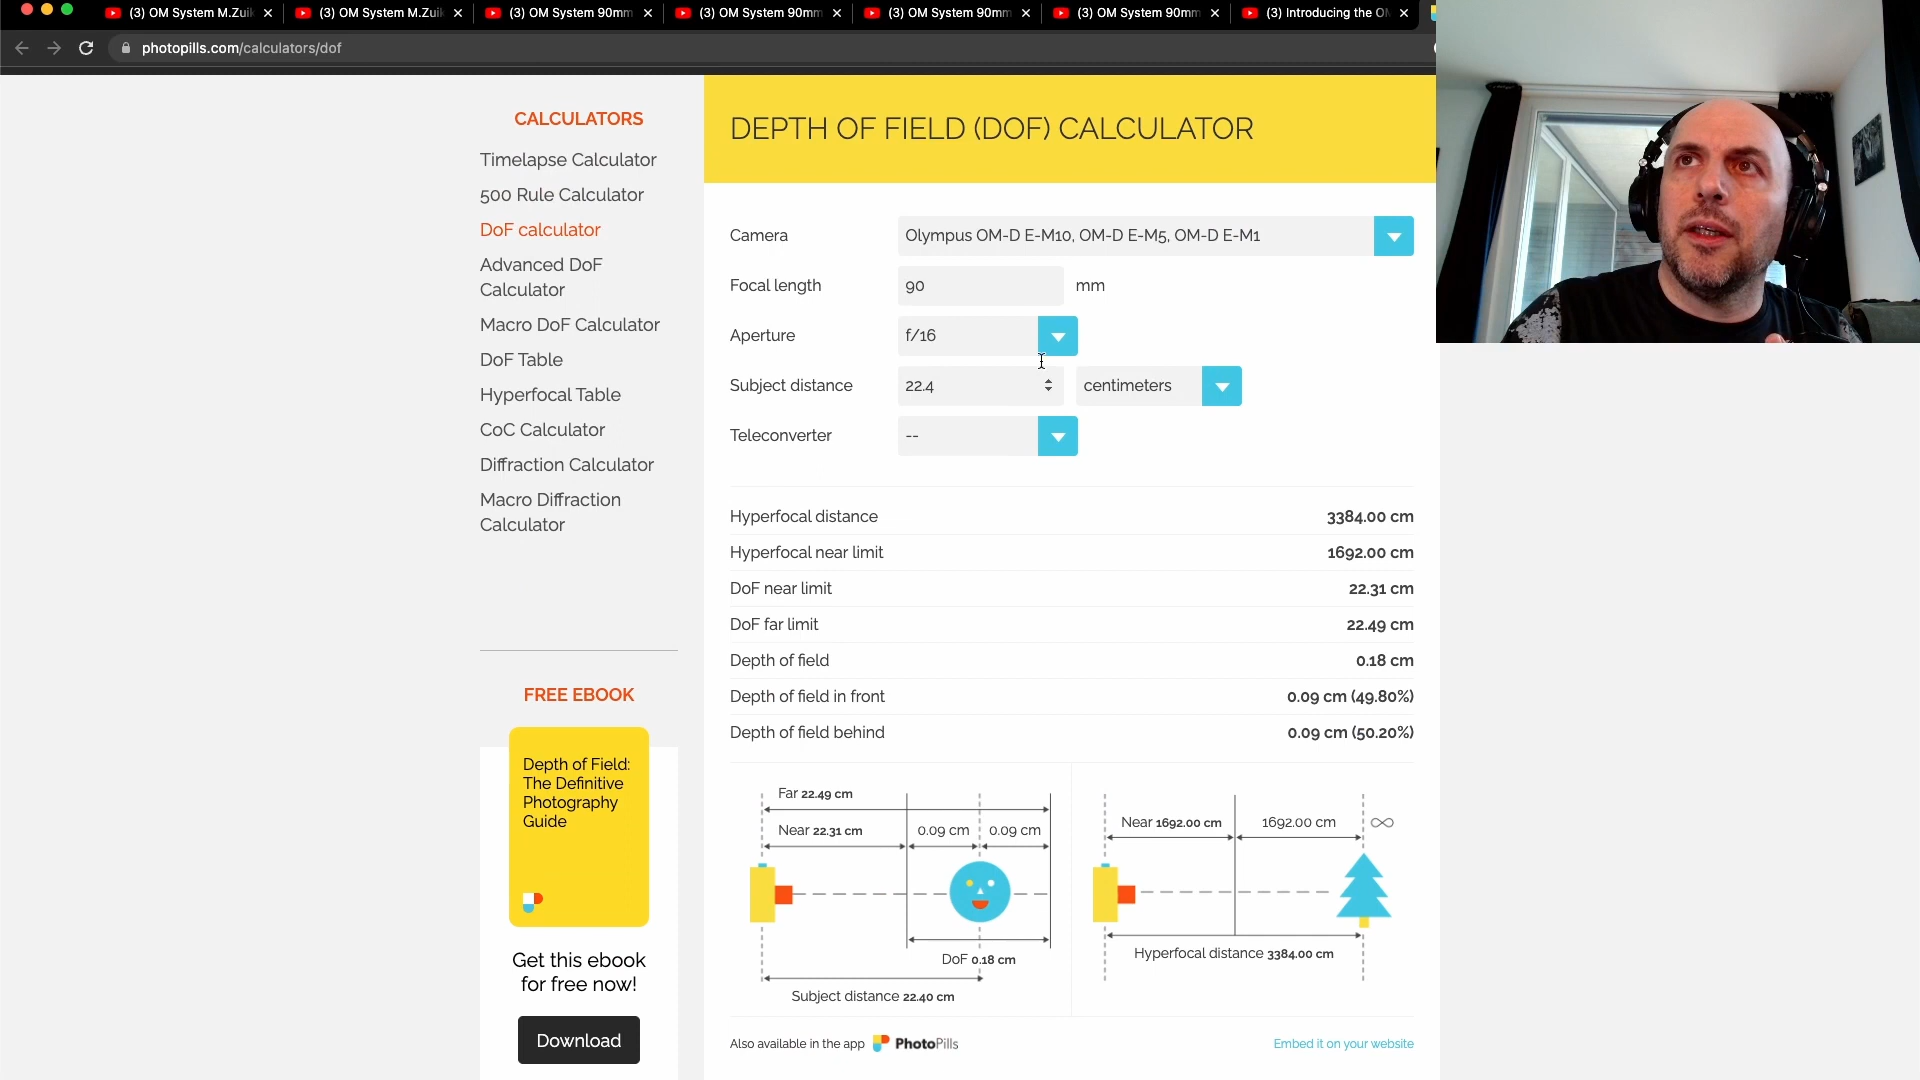 (3) OM System M.Zuik
(3) OM System M.Zuik
(3) OM System 90mm
(3) OM System 90mm
(3) OM System 90mm
(3) OM System 90mm
(3) Introducing the OM
photopills.com/calculators/dof
CALCULATORS
Timelapse Calculator
500 Rule Calculator
DoF calculator
Advanced DoF
Calculator
Macro DoF Calculator
DoF Table
Hyperfocal Table
CoC Calculator
Diffraction Calculator
Macro Diffraction
Calculator
FREE EBOOK
Depth of Field:
The Definitive
Photography
Guide
Get this ebook
for free now!
Download
DEPTH OF FIELD (DOF) CALCULATOR
Camera Olympus OM-D E-M10, OM-D E-M5, OM-D E-M1
Focal length 90 mm
Aperture f/16
Subject distance 22.4 centimeters
Teleconverter --
Hyperfocal distance 3384.00 cm
Hyperfocal near limit 1692.00 cm
DoF near limit 22.31 cm
DoF far limit 22.49 cm
Depth of field 0.18 cm
Depth of field in front 0.09 cm (49.80%)
Depth of field behind 0.09 cm (50.20%)
Far 22.49 cm
Near 22.31 cm 0.09 cm 0.09 cm
DoF 0.18 cm
Subject distance 22.40 cm
Near 1692.00 cm 1692.00 cm ∞
Hyperfocal distance 3384.00 cm
Also available in the app PhotoPills
Embed it on your website